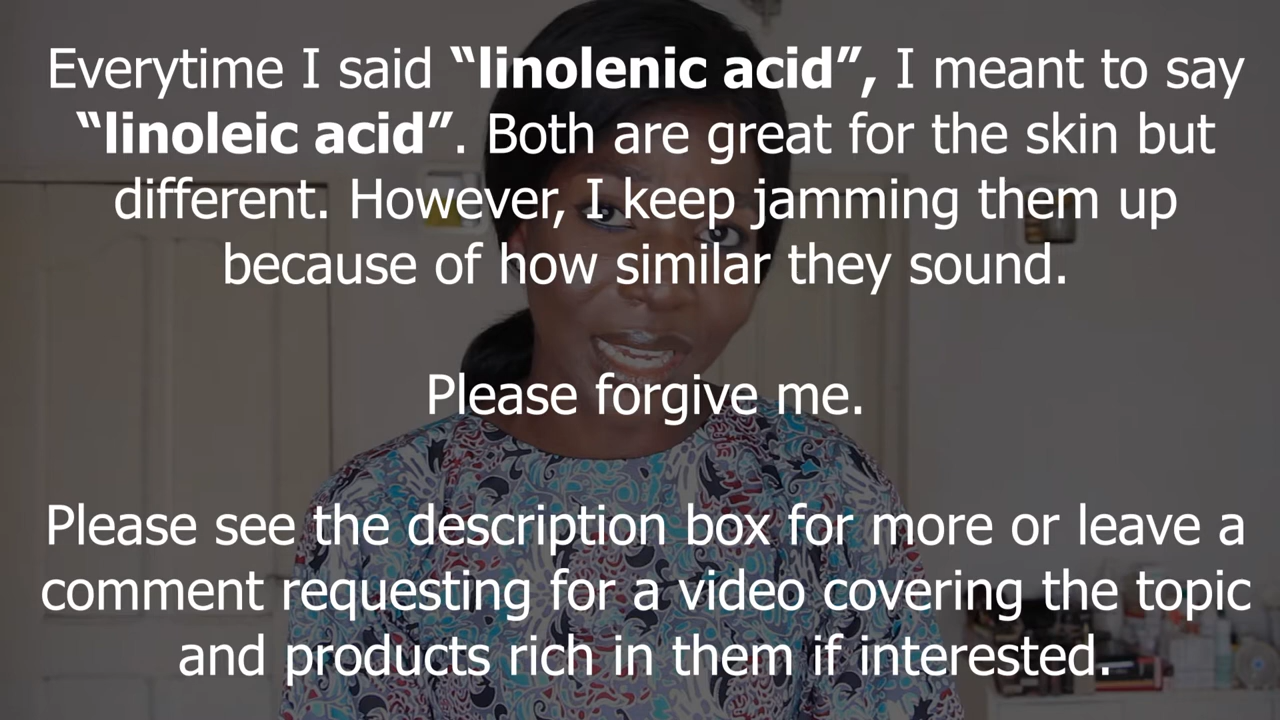 Everytime I said “linolenic acid”, I meant to say
“linoleic acid”. Both are great for the skin but
different. However, I keep jamming them up
because of how similar they sound.
Please forgive me.
Please see the description box for more or leave a
comment requesting for a video covering the topic
and products rich in them if interested.